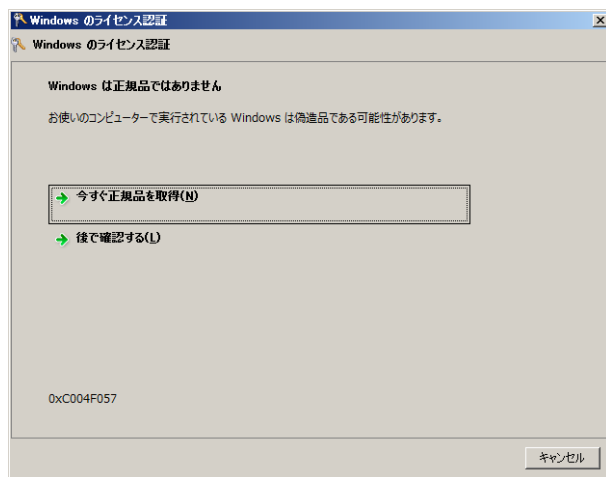 Windows のライセンス認証
Windows のライセンス認証
Windows は正規品ではありません
お使いのコンピューターで実行されている Windows は偽造品である可能性があります。
今すぐ正規品を取得(N)
後で確認する(L)
0xC004F057
キャンセル